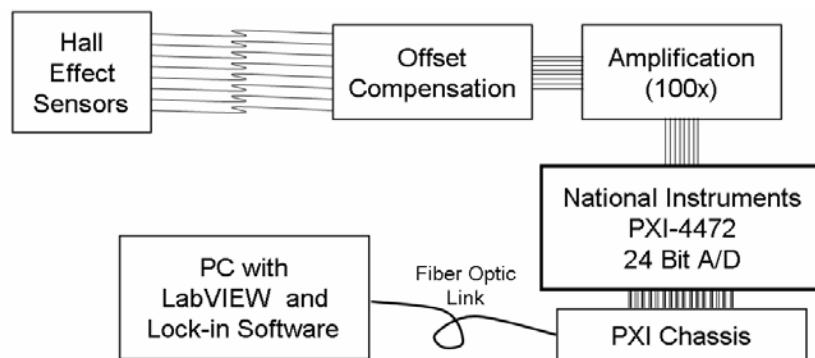 Hall
Effect
Sensors
Offset
Compensation
Amplification
(100x)
National Instruments
PXI-4472
24 Bit A/D
PC with
LabVIEW and
Lock-in Software
Fiber Optic
Link
PXI Chassis